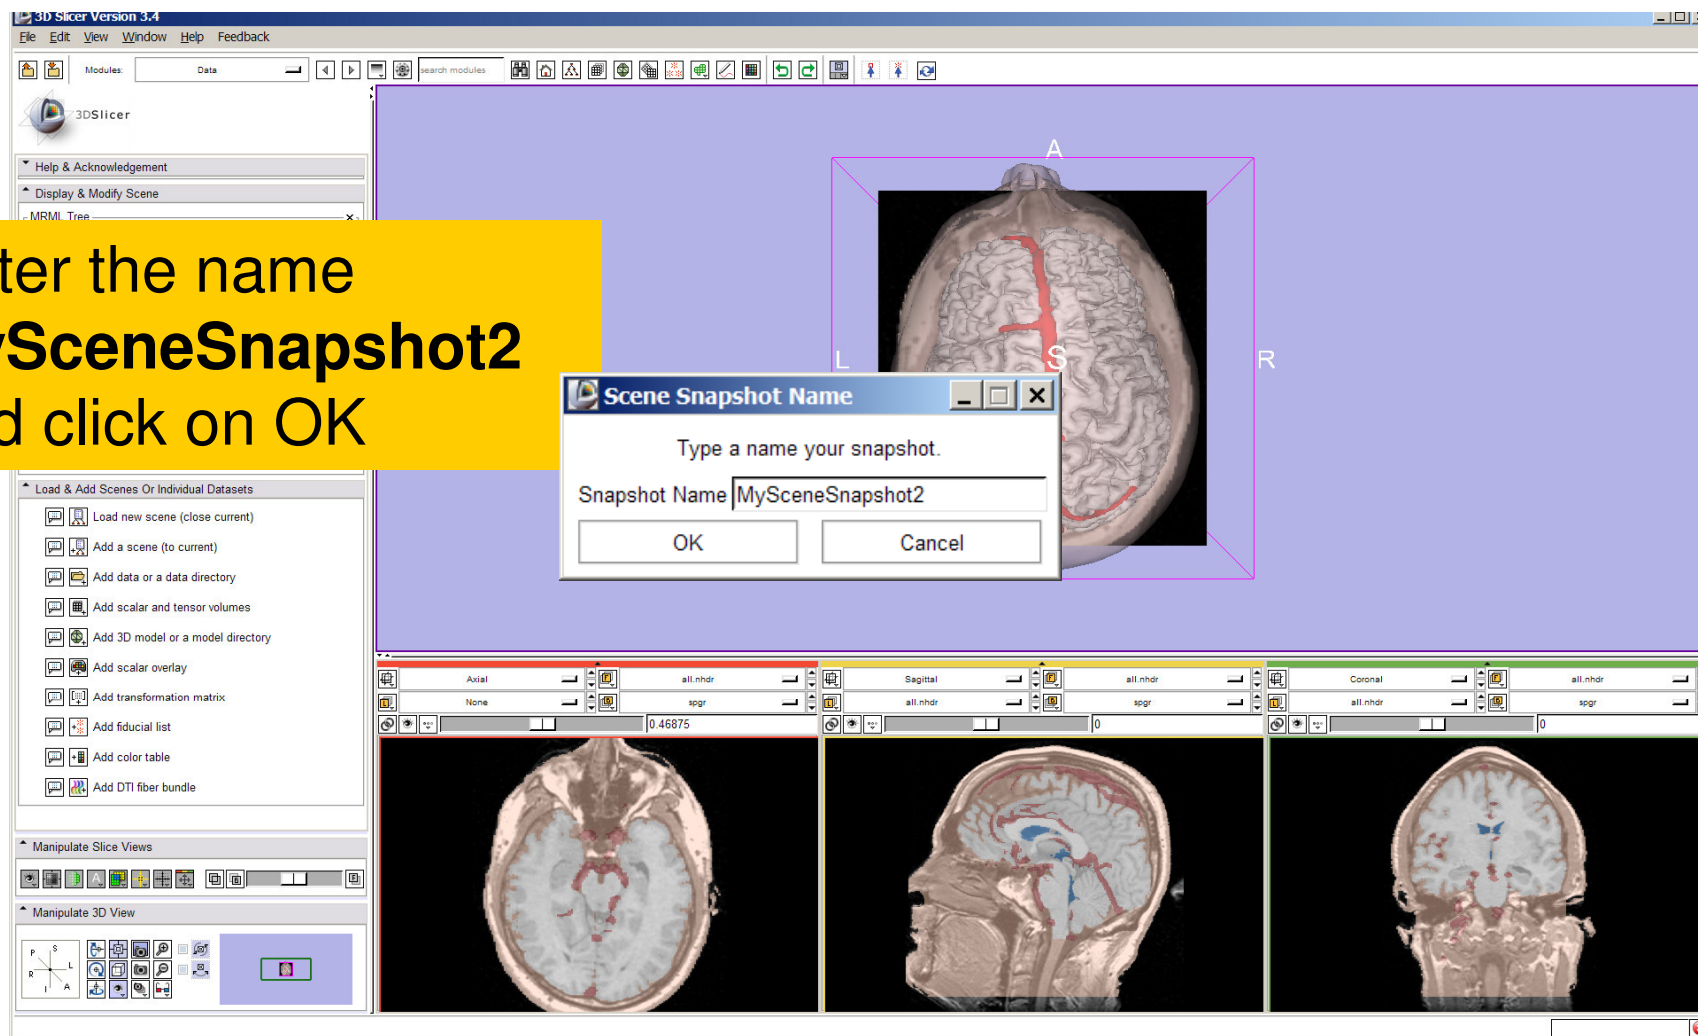 3D Slicer Version 3.4
File Edit View Window Help Feedback
Modules: Data search modules
3DSlicer
Help & Acknowledgement
Display & Modify Scene
MRML Tree
ter the name
ySceneSnapshot2
d click on OK
A
L
S
R
Scene Snapshot Name
Type a name your snapshot.
Snapshot Name MySceneSnapshot2
OK Cancel
Load & Add Scenes Or Individual Datasets
Load new scene (close current)
Add a scene (to current)
Add data or a data directory
Add scalar and tensor volumes
Add 3D model or a model directory
Add scalar overlay
Add transformation matrix
Add fiducial list
Add color table
Add DTI fiber bundle
Manipulate Slice Views
Manipulate 3D View
P S
R L
I A
Axial all.nhdr
None spgr
0.46875
Sagittal all.nhdr
all.nhdr spgr
0
Coronal all.nhdr
all.nhdr spgr
0